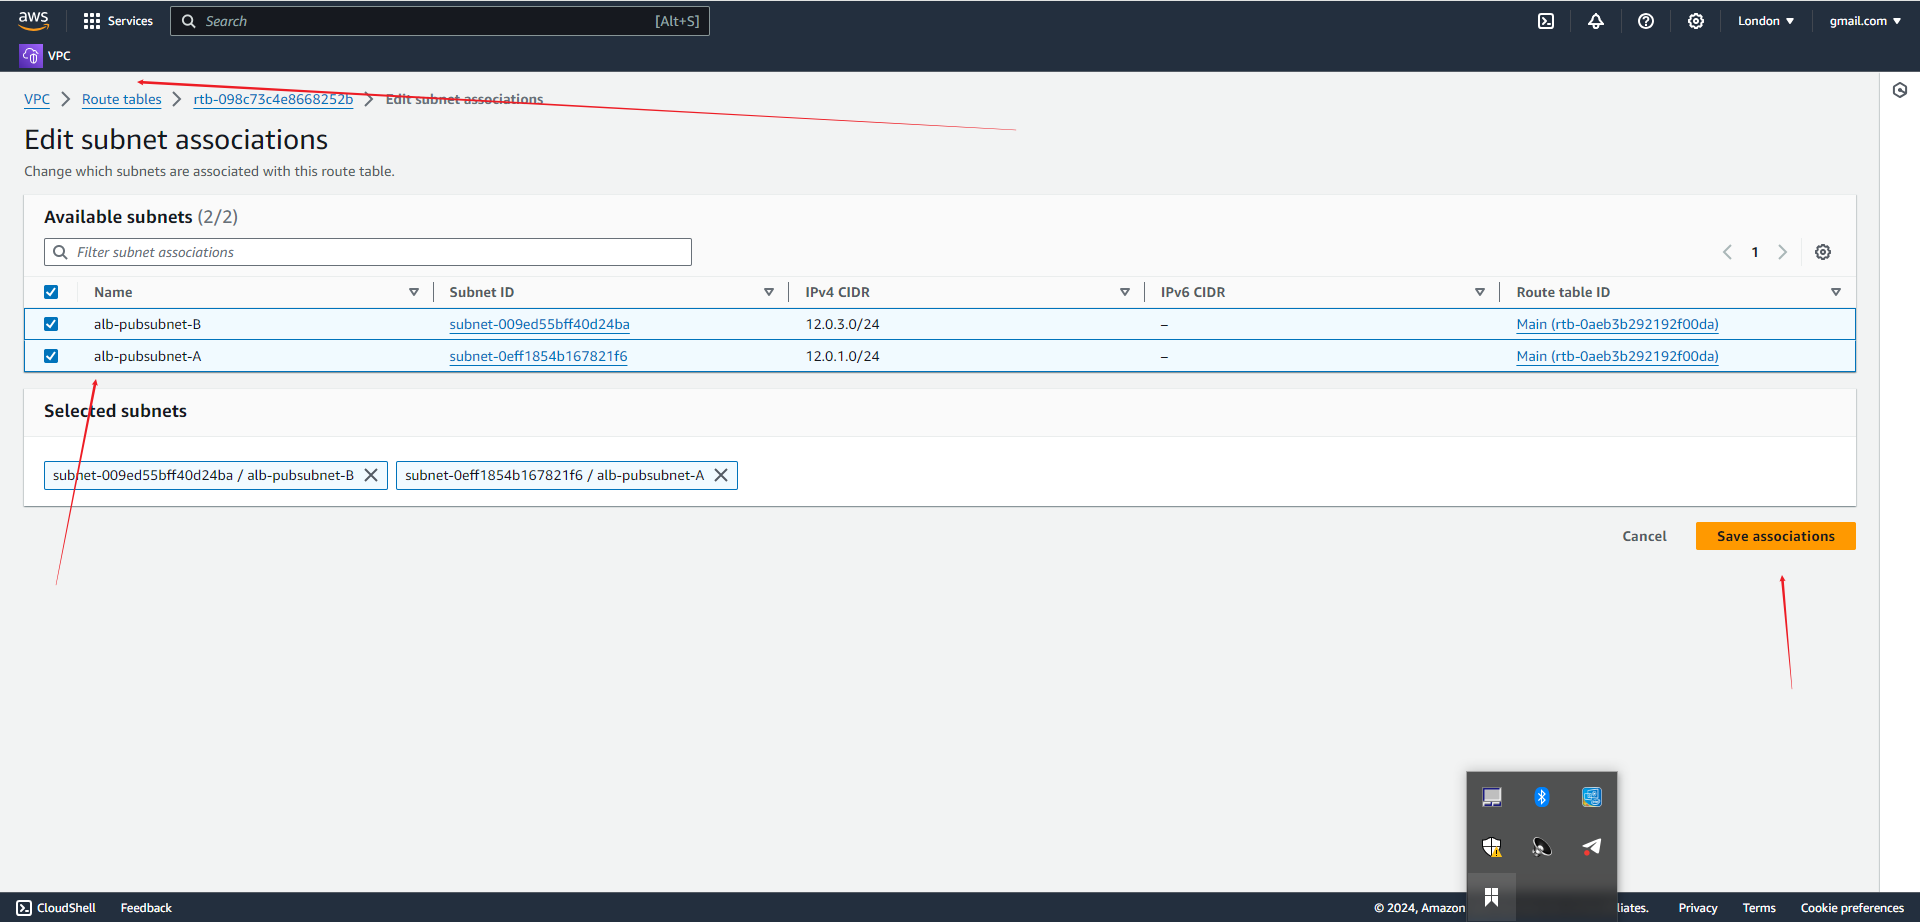 aws
Services
Search
[Alt+S]
London
gmail.com
VPC
VPC
Route tables
rtb-098c73c4e8668252b
Edit subnet associations
Edit subnet associations
Change which subnets are associated with this route table.
Available subnets (2/2)
Filter subnet associations
1
Name
Subnet ID
IPv4 CIDR
IPv6 CIDR
Route table ID
alb-pubsubnet-B
subnet-009ed55bff40d24ba
12.0.3.0/24
–
Main (rtb-0aeb3b292192f00da)
alb-pubsubnet-A
subnet-0eff1854b167821f6
12.0.1.0/24
–
Main (rtb-0aeb3b292192f00da)
Selected subnets
subnet-009ed55bff40d24ba / alb-pubsubnet-B
subnet-0eff1854b167821f6 / alb-pubsubnet-A
Cancel
Save associations
CloudShell
Feedback
© 2024, Amazon
liates.
Privacy
Terms
Cookie preferences